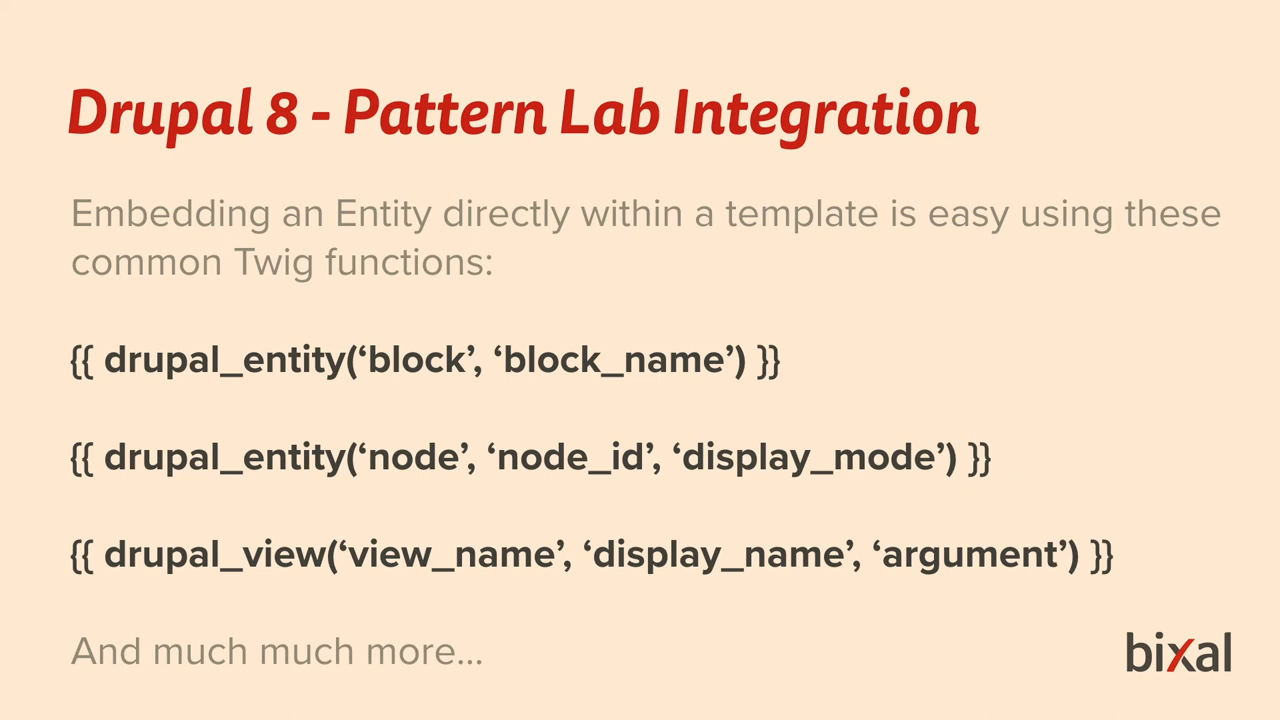 Drupal 8 - Pattern Lab Integration
Embedding an Entity directly within a template is easy using these
common Twig functions:
{{ drupal_entity(‘block’, ‘block_name’) }}
{{ drupal_entity(‘node’, ‘node_id’, ‘display_mode’) }}
{{ drupal_view(‘view_name’, ‘display_name’, ‘argument’) }}
And much much more...
bixal